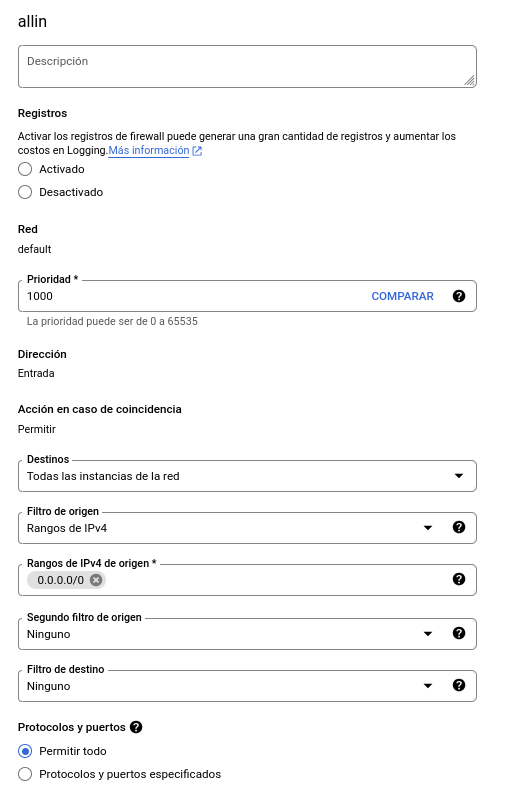 allin
Descripción
Registros
Activar los registros de firewall puede generar una gran cantidad de registros y aumentar los
costos en Logging.Más información
Activado
Desactivado
Red
default
Prioridad *
1000 COMPARAR
La prioridad puede ser de 0 a 65535
Dirección
Entrada
Acción en caso de coincidencia
Permitir
Destinos
Todas las instancias de la red
Filtro de origen
Rangos de IPv4
Rangos de IPv4 de origen *
0.0.0.0/0
Segundo filtro de origen
Ninguno
Filtro de destino
Ninguno
Protocolos y puertos
Permitir todo
Protocolos y puertos especificados